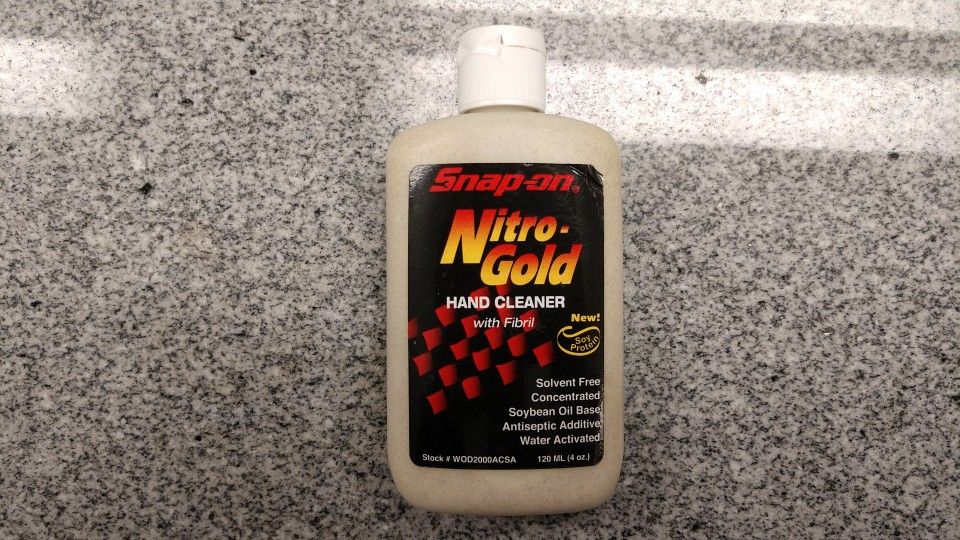 Snap-on®
Nitro-
Gold
HAND CLEANER
with Fibril
New!
Soy
Protein
Solvent Free
Concentrated
Soybean Oil Base
Antiseptic Additive
Water Activated
Stock # WOD2000ACSA 120 ML (4 oz.)